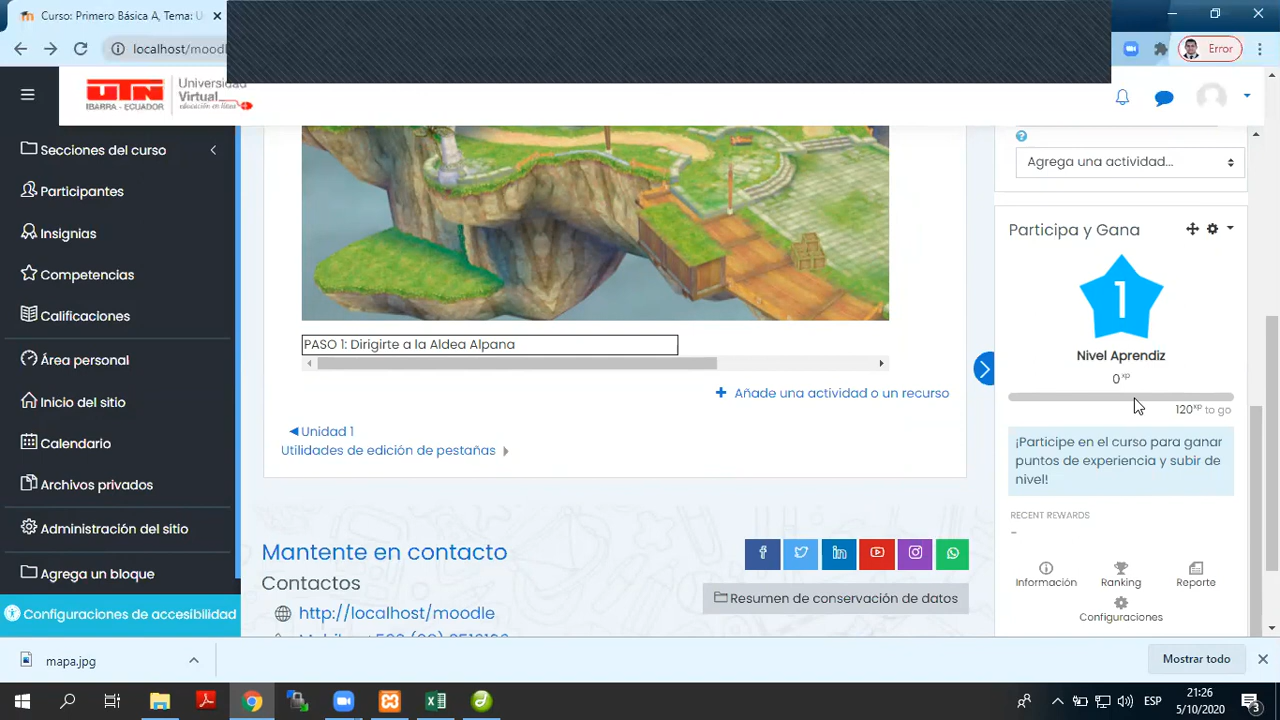 Curso: Primero Básica A, Tema: U
localhost/moodl
Error
UTN
IBARRA - ECUADOR
Universidad
Virtual
educación en línea
Secciones del curso
Participantes
Insignias
Competencias
Calificaciones
Área personal
Inicio del sitio
Calendario
Archivos privados
Administración del sitio
Agrega un bloque
Configuraciones de accesibilidad
PASO 1: Dirigirte a la Aldea Alpana
Añade una actividad o un recurso
Unidad 1
Utilidades de edición de pestañas
Mantente en contacto
Contactos
http://localhost/moodle
Resumen de conservación de datos
Agrega una actividad...
Participa y Gana
1
Nivel Aprendiz
0xp
120xp to go
¡Participe en el curso para ganar
puntos de experiencia y subir de
nivel!
RECENT REWARDS
-
Información
Ranking
Reporte
Configuraciones
mapa.jpg
Mostrar todo
ESP
21:26
5/10/2020
3